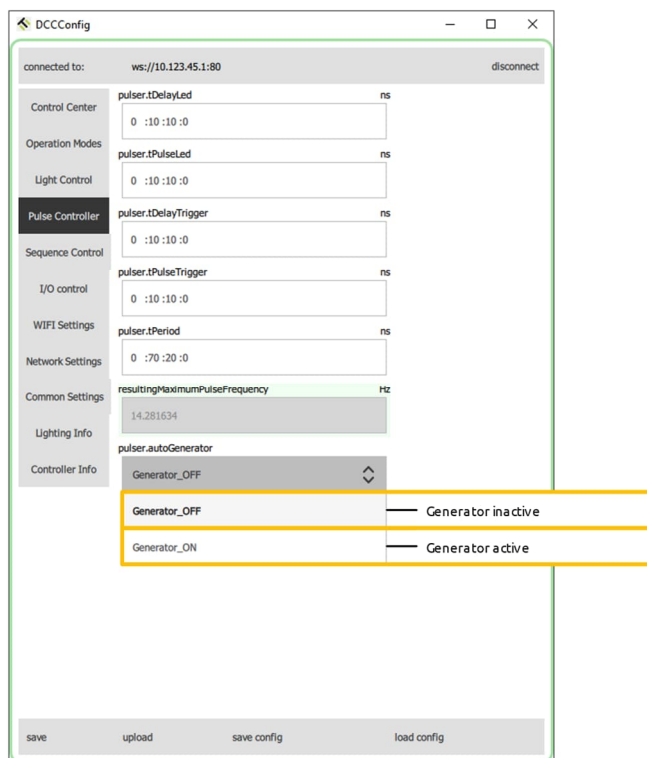 DCCConfig
connected to: ws://10.123.45.1:80 disconnect
Control Center
Operation Modes
Light Control
Pulse Controller
Sequence Control
I/O control
WIFI Settings
Network Settings
Common Settings
Lighting Info
Controller Info
pulser.tDelayLed ns
0 :10 :10 :0
pulser.tPulseLed ns
0 :10 :10 :0
pulser.tDelayTrigger ns
0 :10 :10 :0
pulser.tPulseTrigger ns
0 :10 :10 :0
pulser.tPeriod ns
0 :70 :20 :0
resultingMaximumPulseFrequency Hz
14.281634
pulser.autoGenerator
Generator_OFF
Generator_OFF Generator inactive
Generator_ON Generator active
save upload save config load config